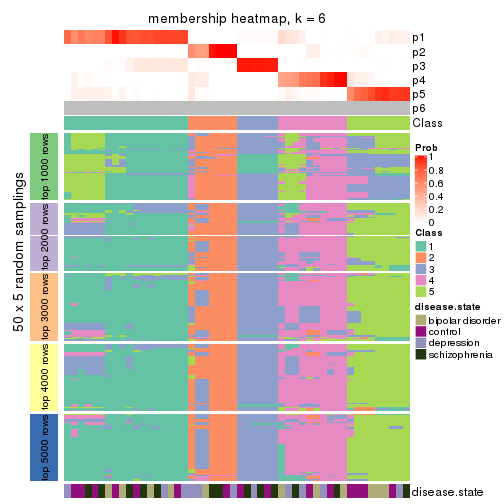 membership heatmap, k = 6
p1
p2
p3
p4
p5
p6
Class
50 x 5 random samplings
top 1000 rows
top 2000 rows
top 3000 rows
top 4000 rows
top 5000 rows
disease.state
Prob
1
0.8
0.6
0.4
0.2
0
Class
1
2
3
4
5
disease.state
bipolar disorder
control
depression
schizophrenia